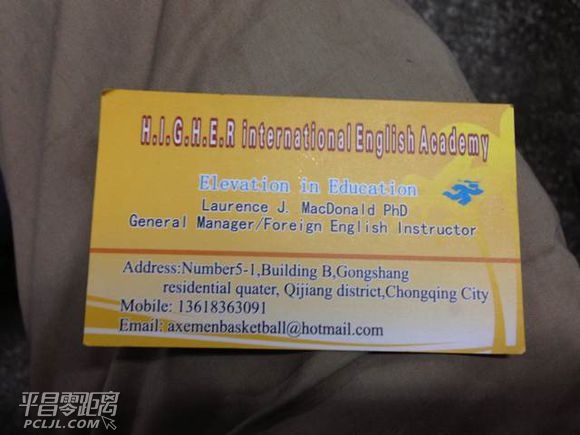 H.I.G.H.E.R international English Academy
Elevation in Education
Laurence J. MacDonald PhD
General Manager/Foreign English Instructor
Address:Number5-1,Building B,Gongshang
residential quater, Qijiang district,Chongqing City
Mobile: 13618363091
Email: axemenbasketball@hotmail.com
平昌零距离
PCLJL.COM